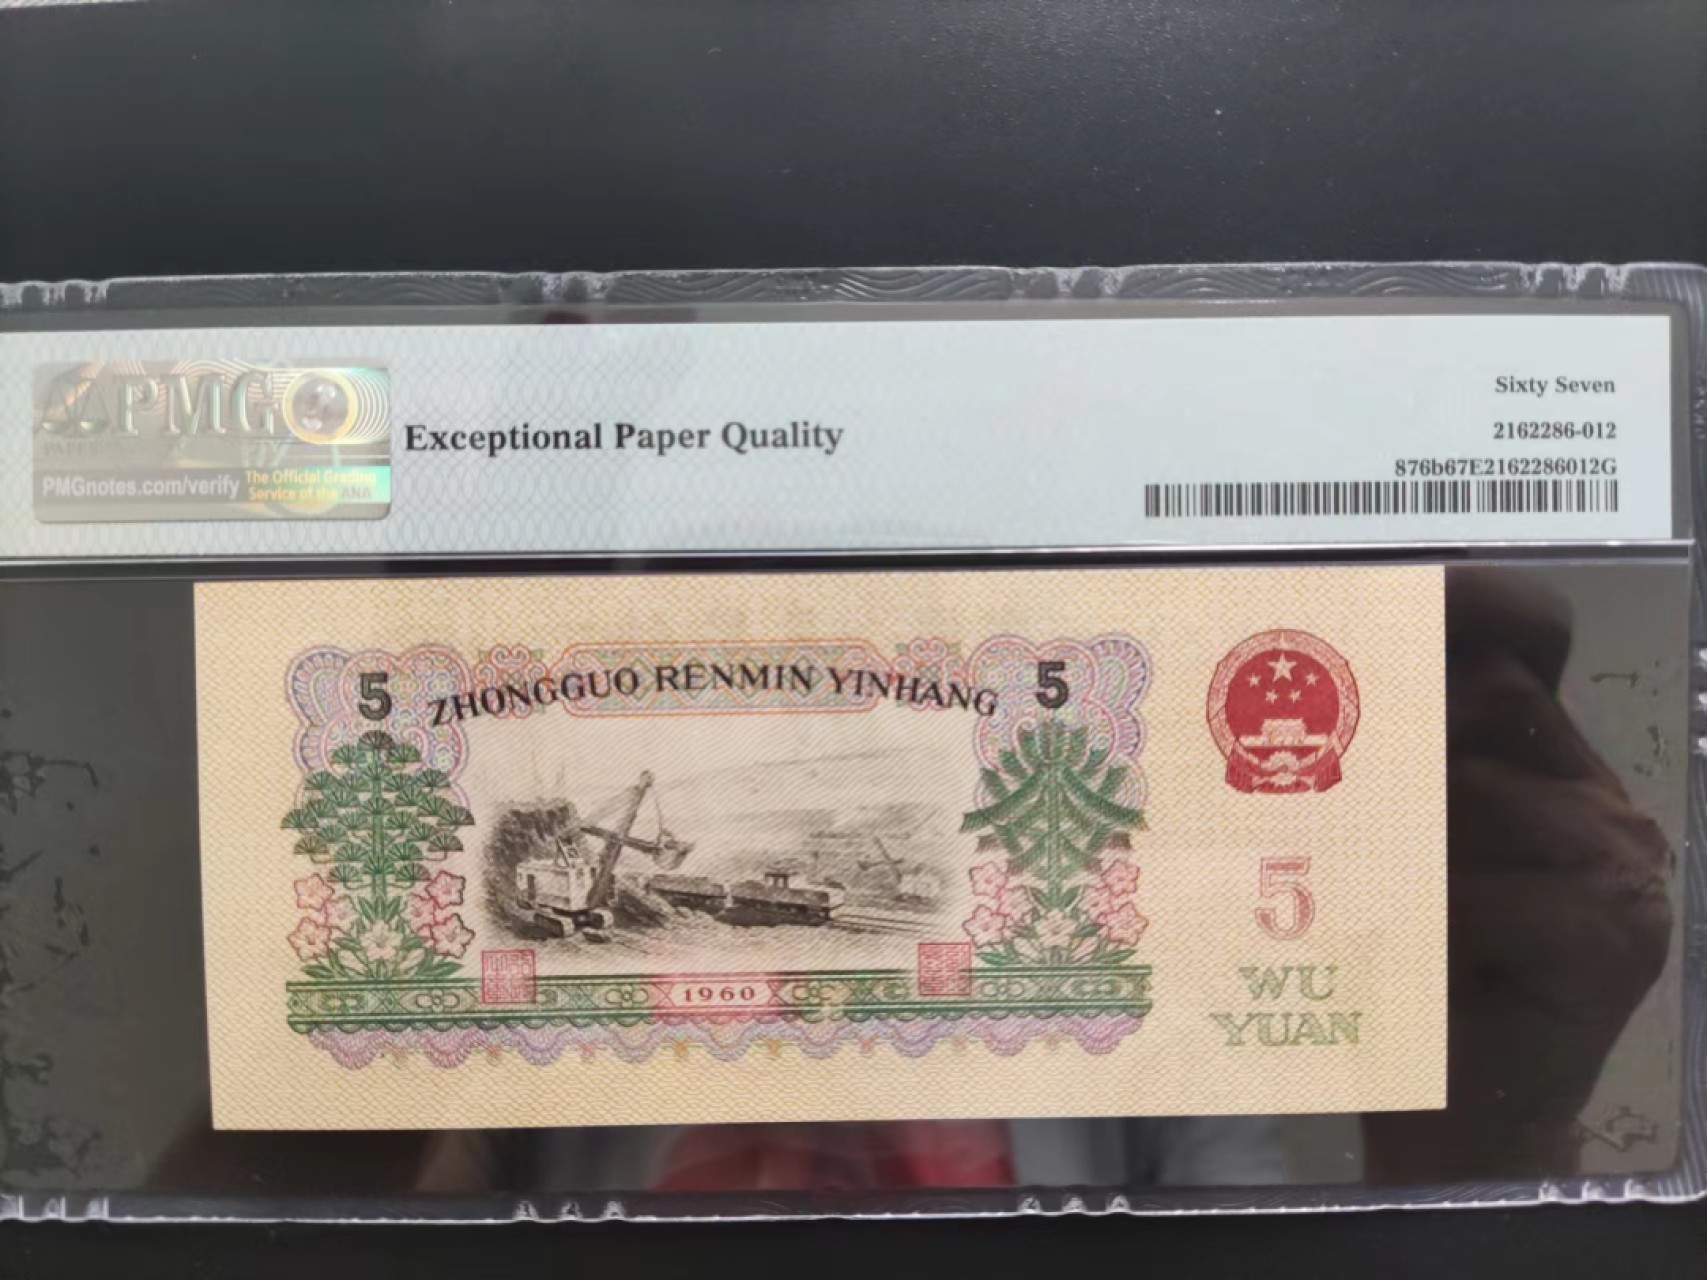 PMG
PMGnotes.com/verify
The Official Grading
Service of the ANA
Exceptional Paper Quality
Sixty Seven
2162286-012
876b67E2162286012G
5
ZHONGGUO RENMIN YINHANG
5
1960
5
WU
YUAN